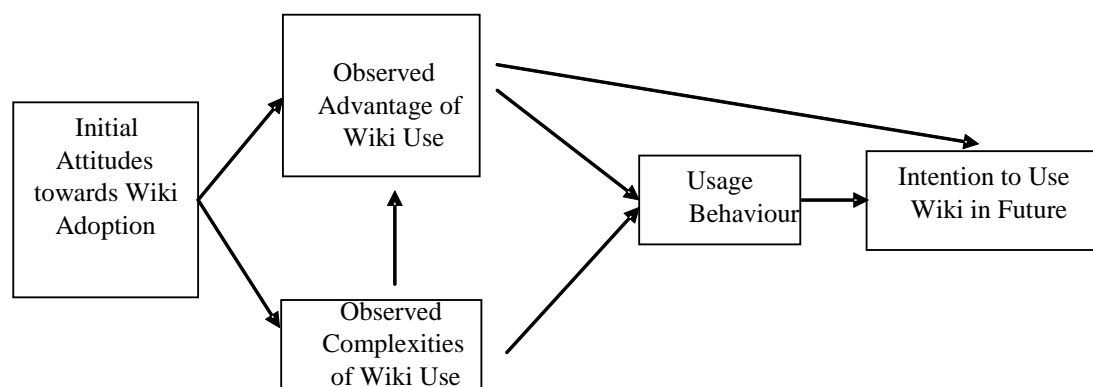 Initial
Attitudes
towards Wiki
Adoption
Observed
Advantage of
Wiki Use
Observed
Complexities
of Wiki Use
Usage
Behaviour
Intention to Use
Wiki in Future